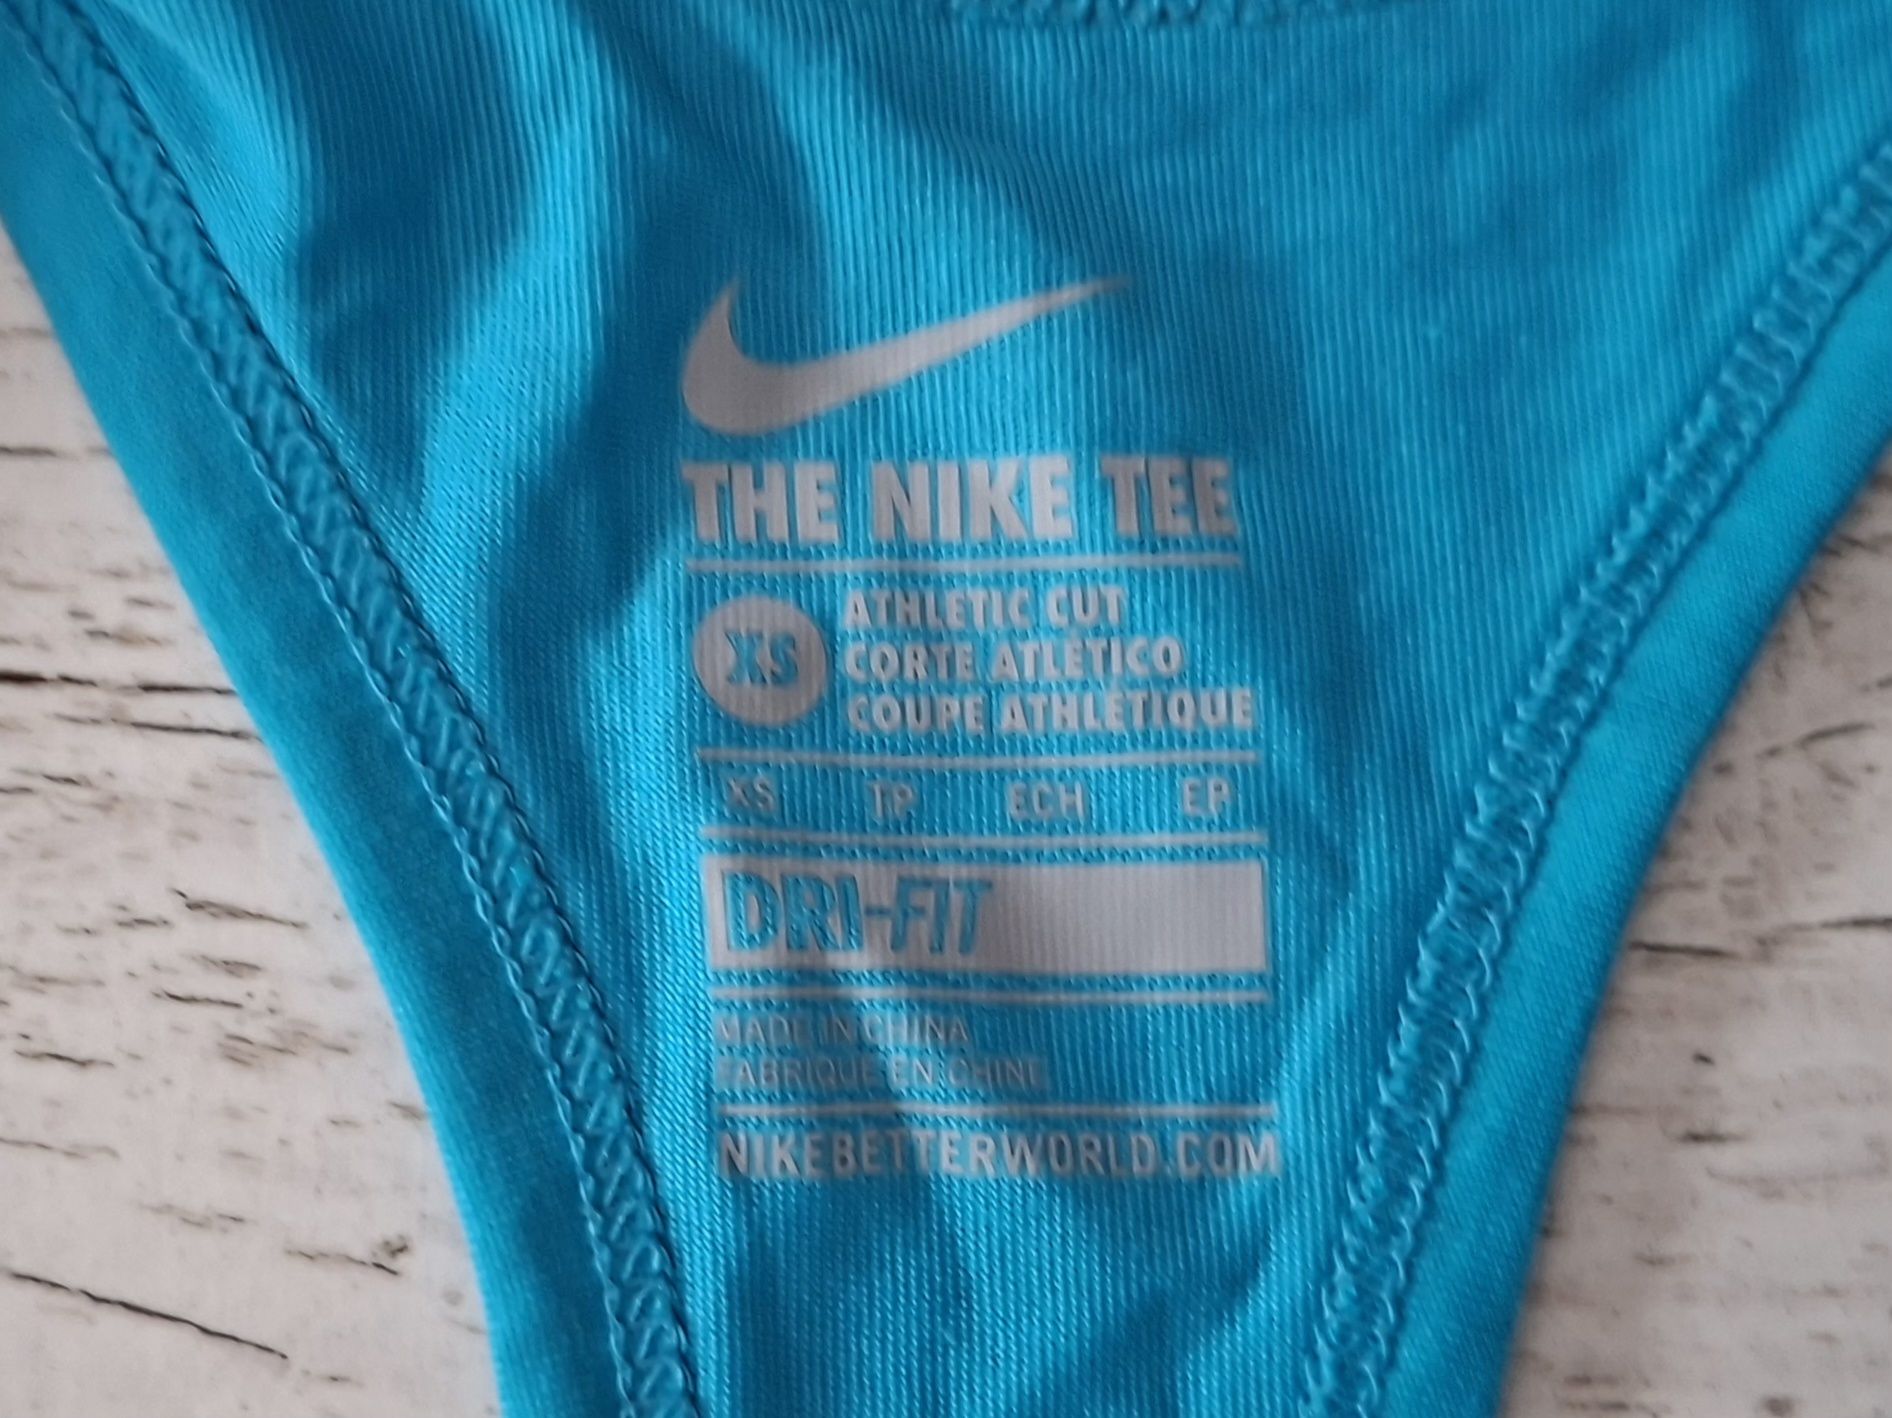 THE NIKE TEE
XS
ATHLETIC CUT
CORTE ATLÉTICO
COUPE ATHLÉTIQUE
XS TP ECH EP
DRI-FIT
MADE IN CHINA
FABRIQUE EN CHINE
NIKEBETTERWORLD.COM